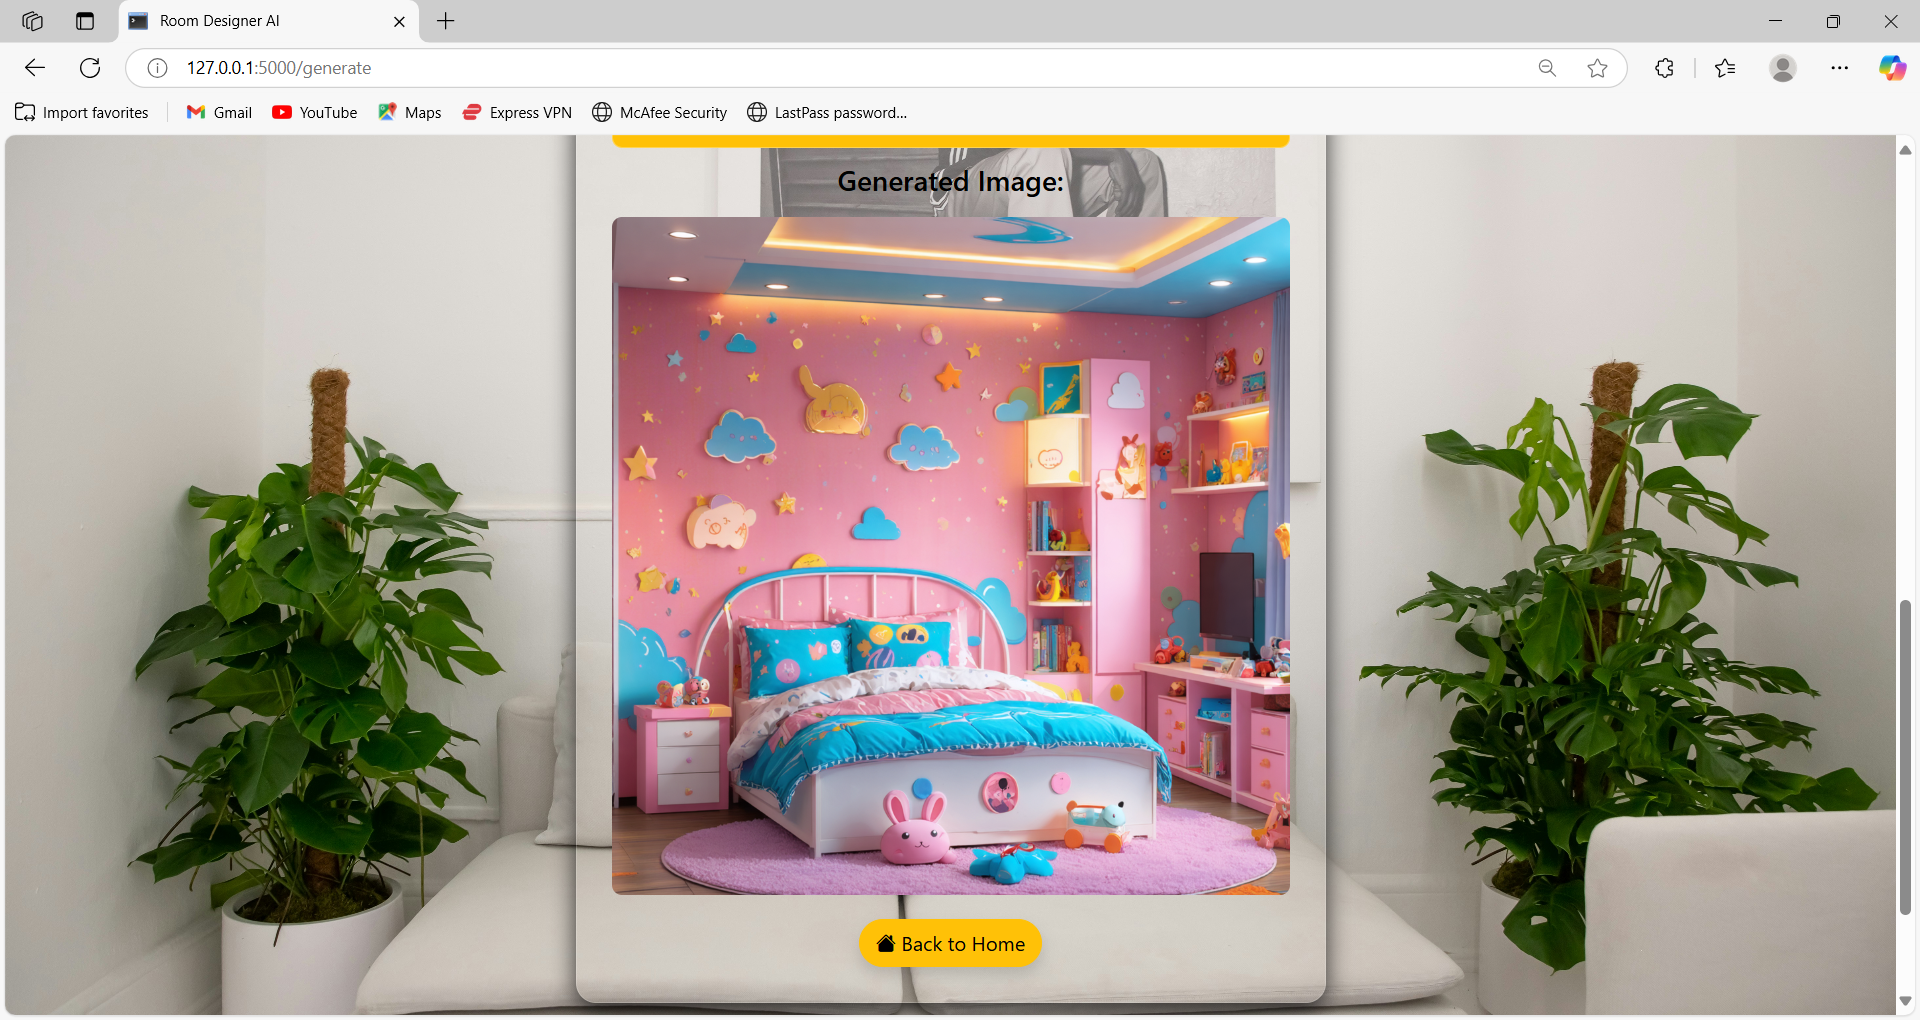 Room Designer AI
127.0.0.1:5000/generate
Import favorites
Gmail
YouTube
Maps
Express VPN
McAfee Security
LastPass password...
Generated Image:
Back to Home